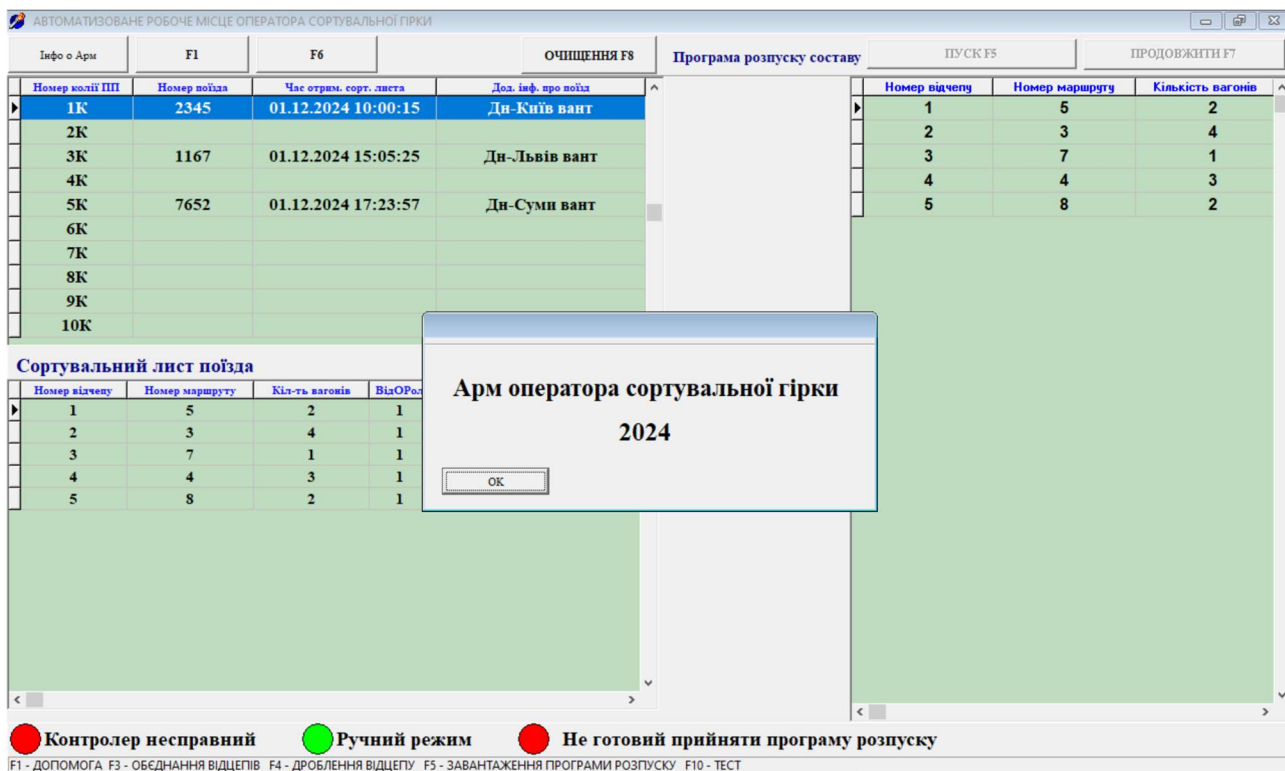 АВТОМАТИЗОВАНЕ РОБОЧЕ МІСЦЕ ОПЕРАТОРА СОРТУВАЛЬНОЇ ГІРКИ
Інфо о Арм F1 F6 ОЧИЩЕННЯ F8 Програма розпуску составу ПУСК F5 ПРОДОВЖИТИ F7
Номер колії ПП Номер поїзда Час отрим. сорт. листа Дод. інф. про поїзд
1К 2345 01.12.2024 10:00:15 Дн-Київ вант
2К
3К 1167 01.12.2024 15:05:25 Дн-Львів вант
4К
5К 7652 01.12.2024 17:23:57 Дн-Суми вант
6К
7К
8К
9К
10К
Номер відчепу Номер маршруту Кількість вагонів
1 5 2
2 3 4
3 7 1
4 4 3
5 8 2
Сортувальний лист поїзда
Номер відчепу Номер маршруту Кіл-ть вагонів
1 5 2 1
2 3 4 1
3 7 1 1
4 4 3 1
5 8 2 1
Арм оператора сортувальної гірки
2024
OK
Контролер несправний Ручний режим Не готовий прийняти програму розпуску
F1 - ДОПОМОГА F3 - ОБЄДНАННЯ ВІДЦЕПІВ F4 - ДРОБЛЕННЯ ВІДЦЕПУ F5 - ЗАВАНТАЖЕННЯ ПРОГРАМИ РОЗПУСКУ F10 - ТЕСТ